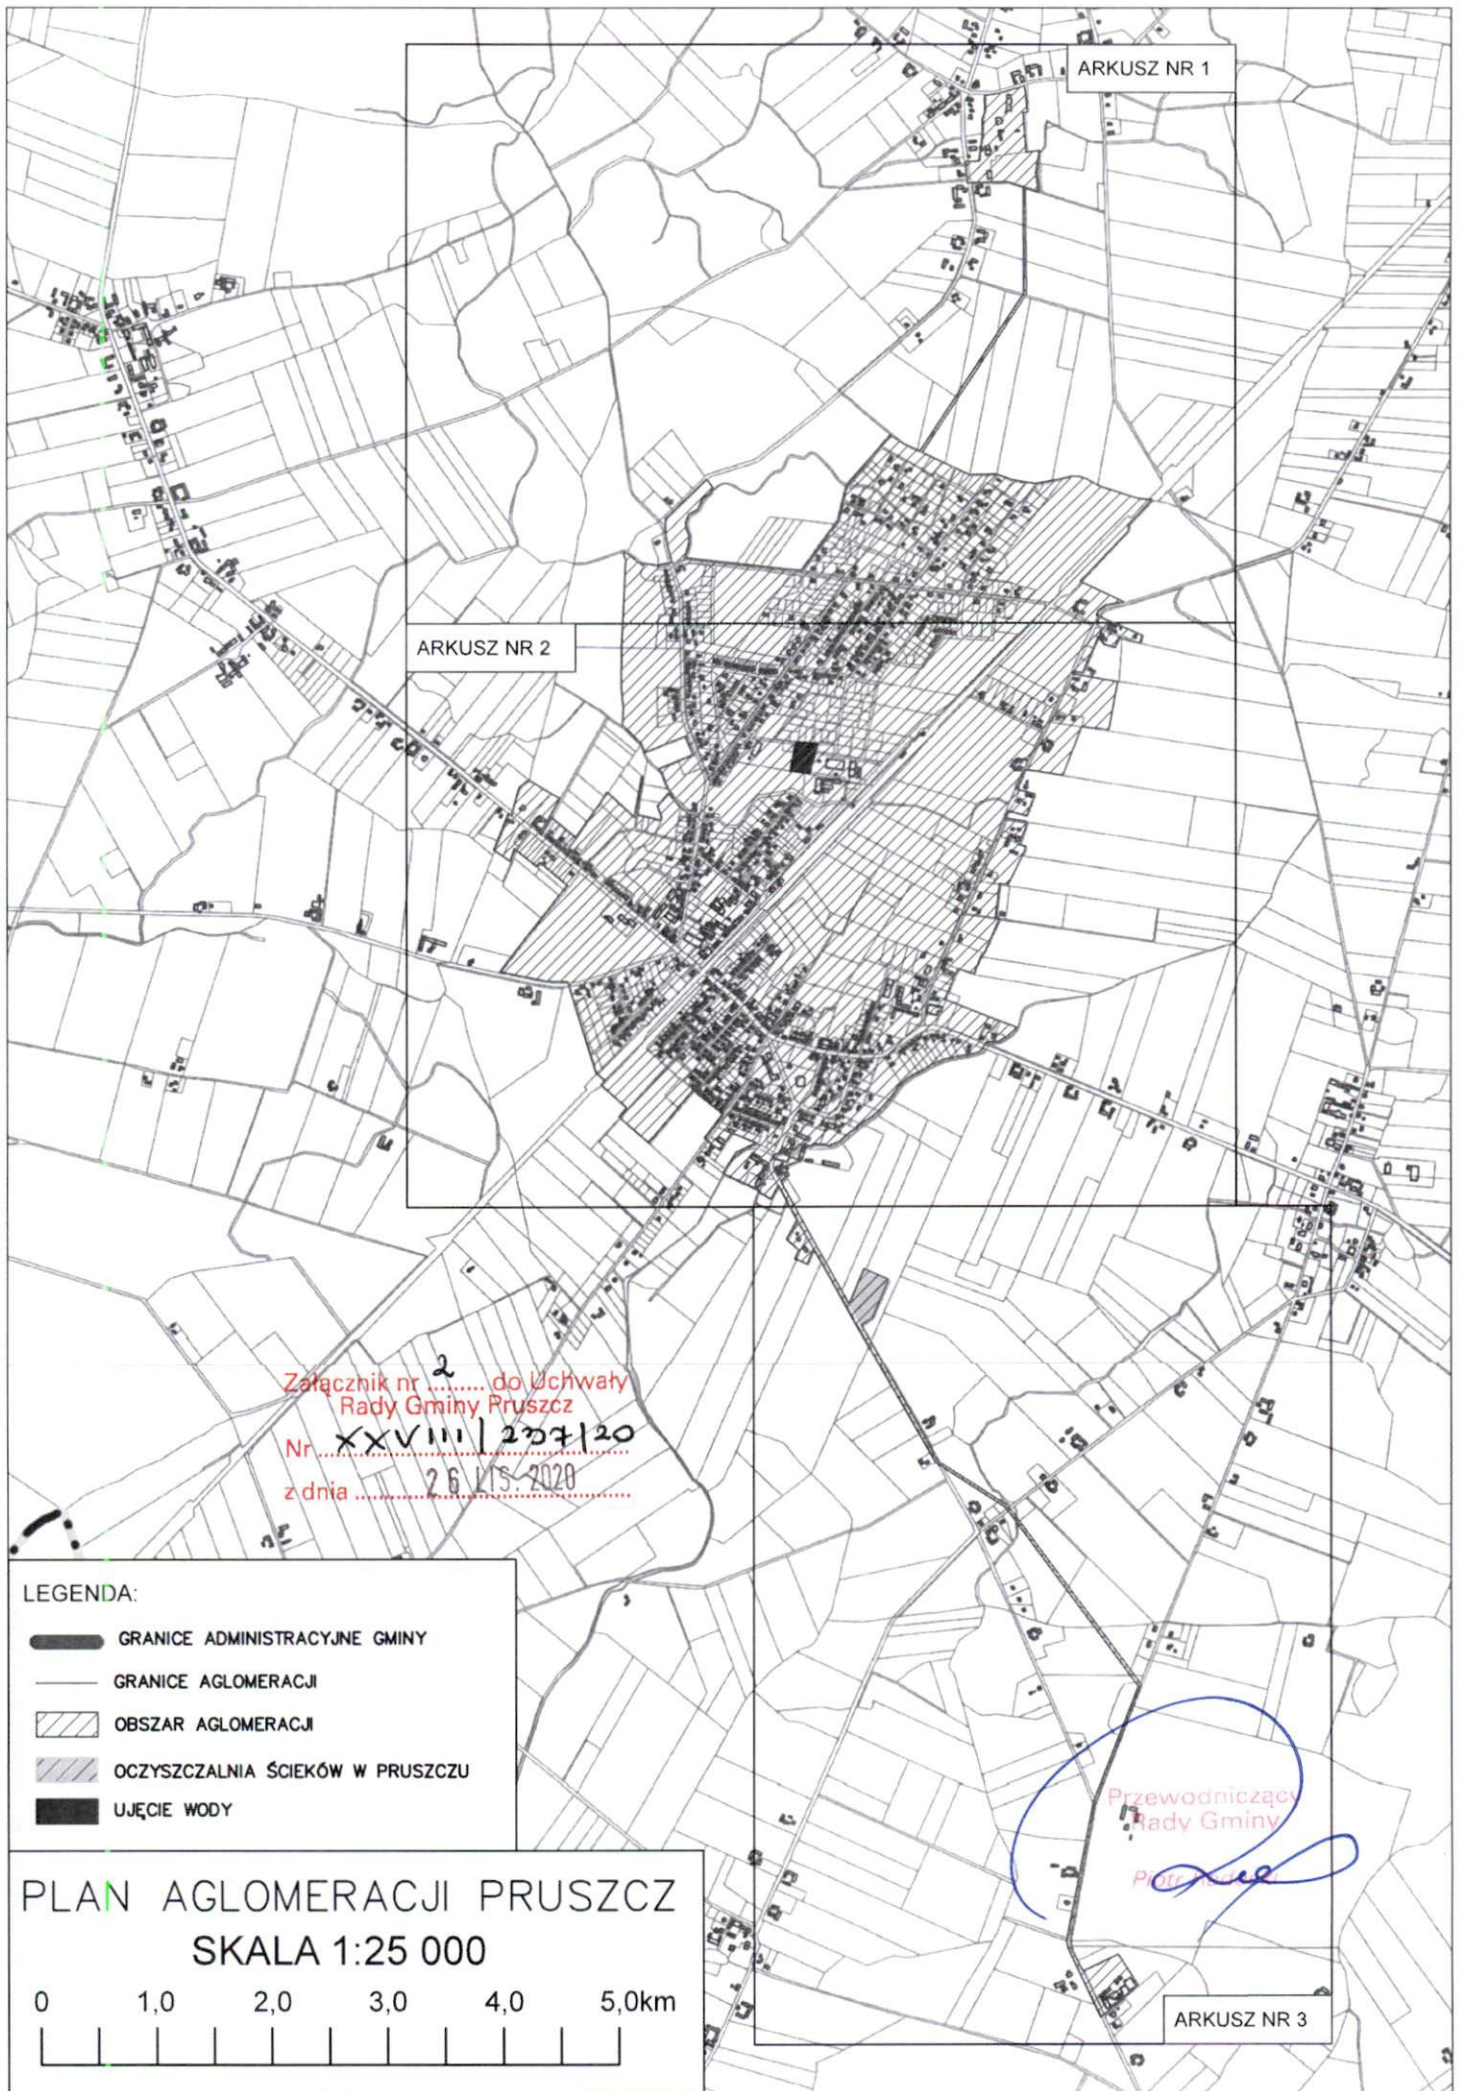 ARKUSZ NR 1
ARKUSZ NR 2
Załącznik nr 2 do Uchwały
Rady Gminy Pruszcz
Nr XXVIII/237/20
z dnia 26 LIS. 2020
LEGENDA:
GRANICE ADMINISTRACYJNE GMINY
GRANICE AGLOMERACJI
OBSZAR AGLOMERACJI
OCZYSZCZALNIA ŚCIEKÓW W PRUSZCZU
UJĘCIE WODY
Przewodniczący
Rady Gminy
Piotr
PLAN AGLOMERACJI PRUSZCZ
SKALA 1:25 000
0 1,0 2,0 3,0 4,0 5,0km
ARKUSZ NR 3